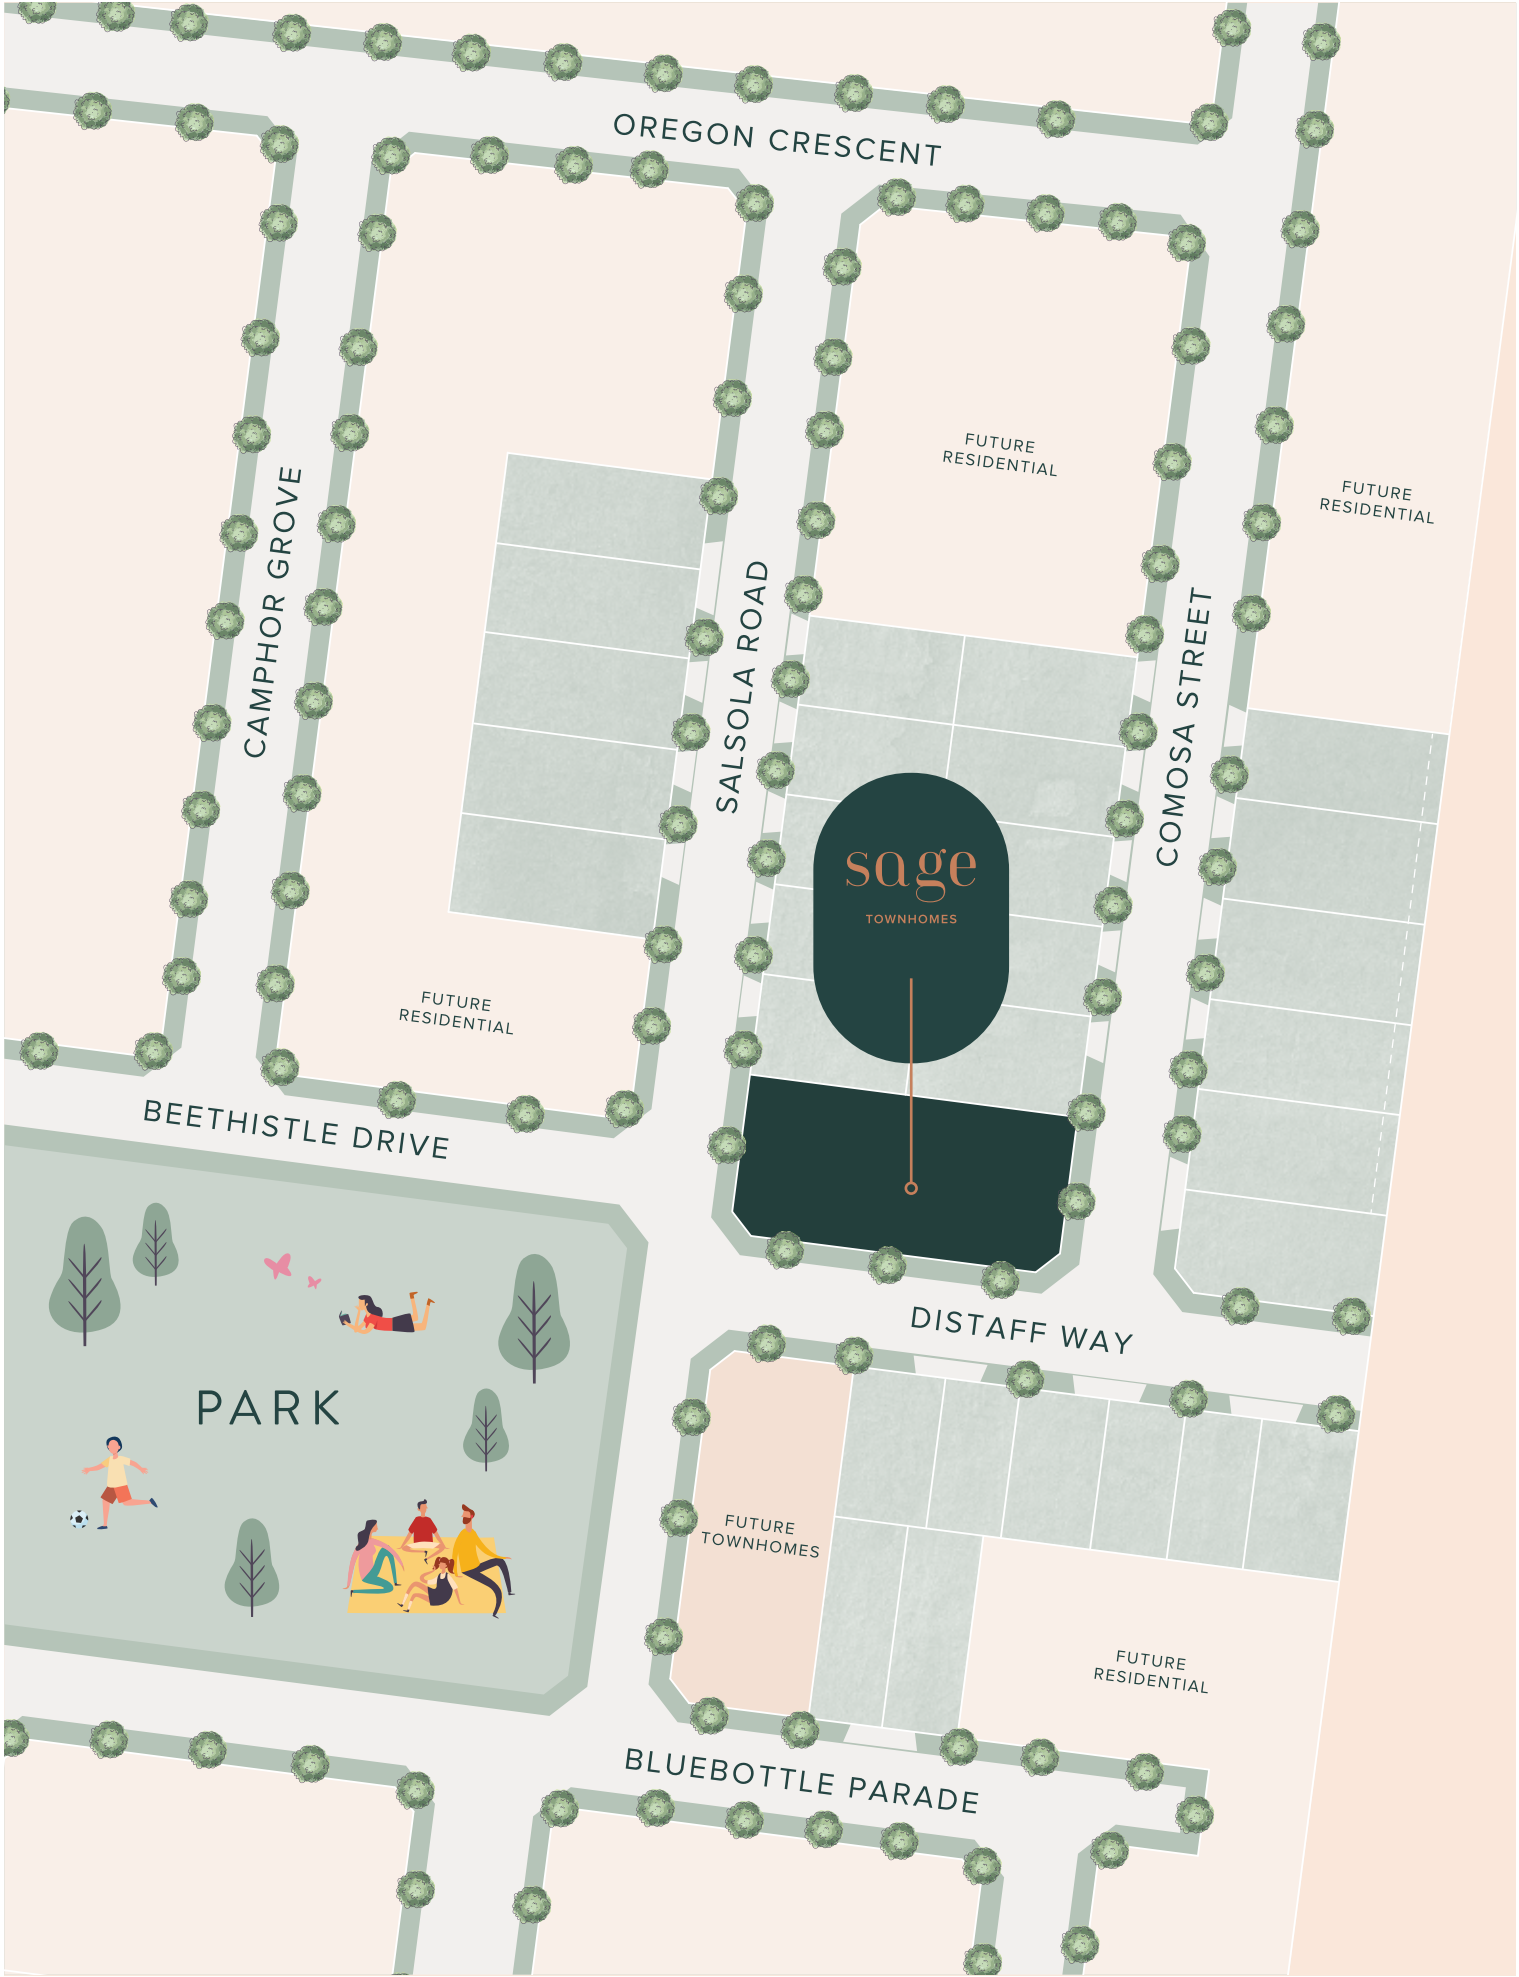 OREGON CRESCENT
FUTURE
RESIDENTIAL
FUTURE
RESIDENTIAL
CAMPHOR GROVE
SALSOLA ROAD
COMOSA STREET
sage
TOWNHOMES
FUTURE
RESIDENTIAL
BEETHISTLE DRIVE
DISTAFF WAY
PARK
FUTURE
TOWNHOMES
FUTURE
RESIDENTIAL
BLUEBOTTLE PARADE